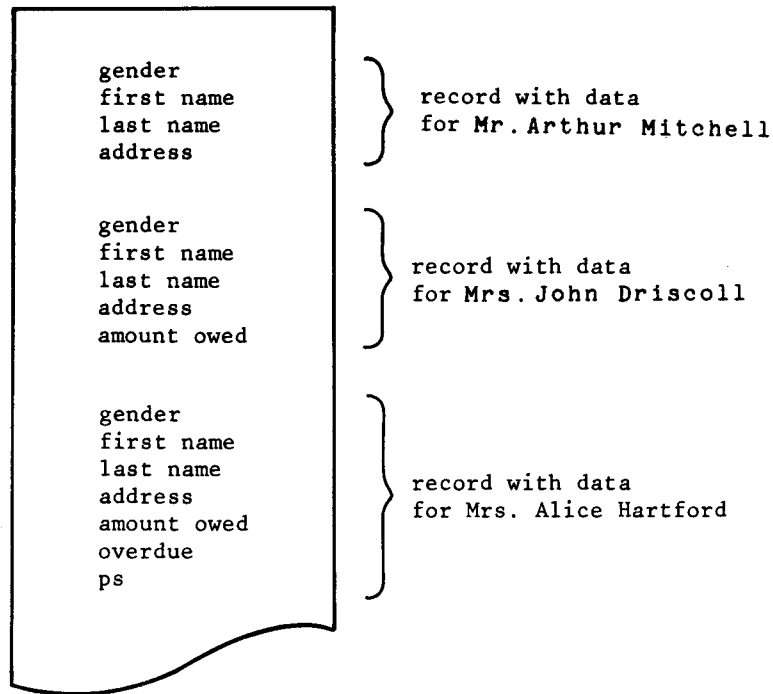 gender
first name
last name
address
record with data
for Mr. Arthur Mitchell
gender
first name
last name
address
amount owed
record with data
for Mrs. John Driscoll
gender
first name
last name
address
amount owed
overdue
ps
record with data
for Mrs. Alice Hartford